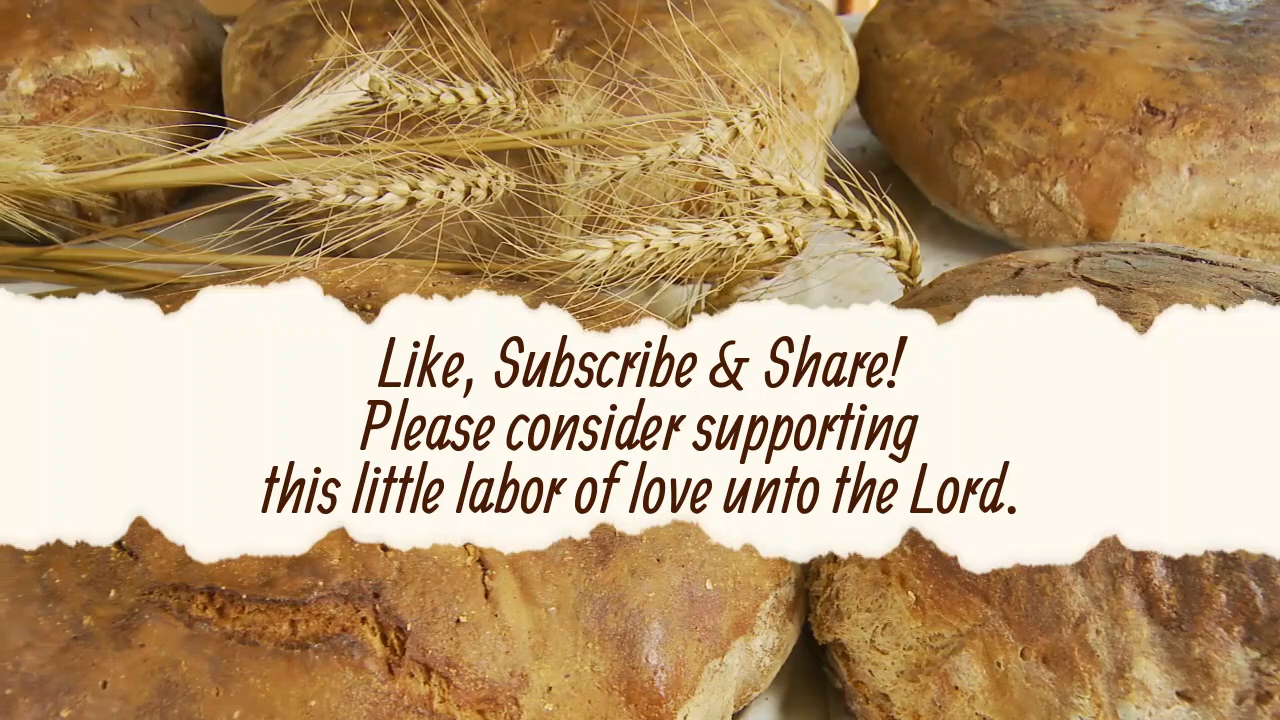 Like, Subscribe & Share!
Please consider supporting
this little labor of love unto the Lord.